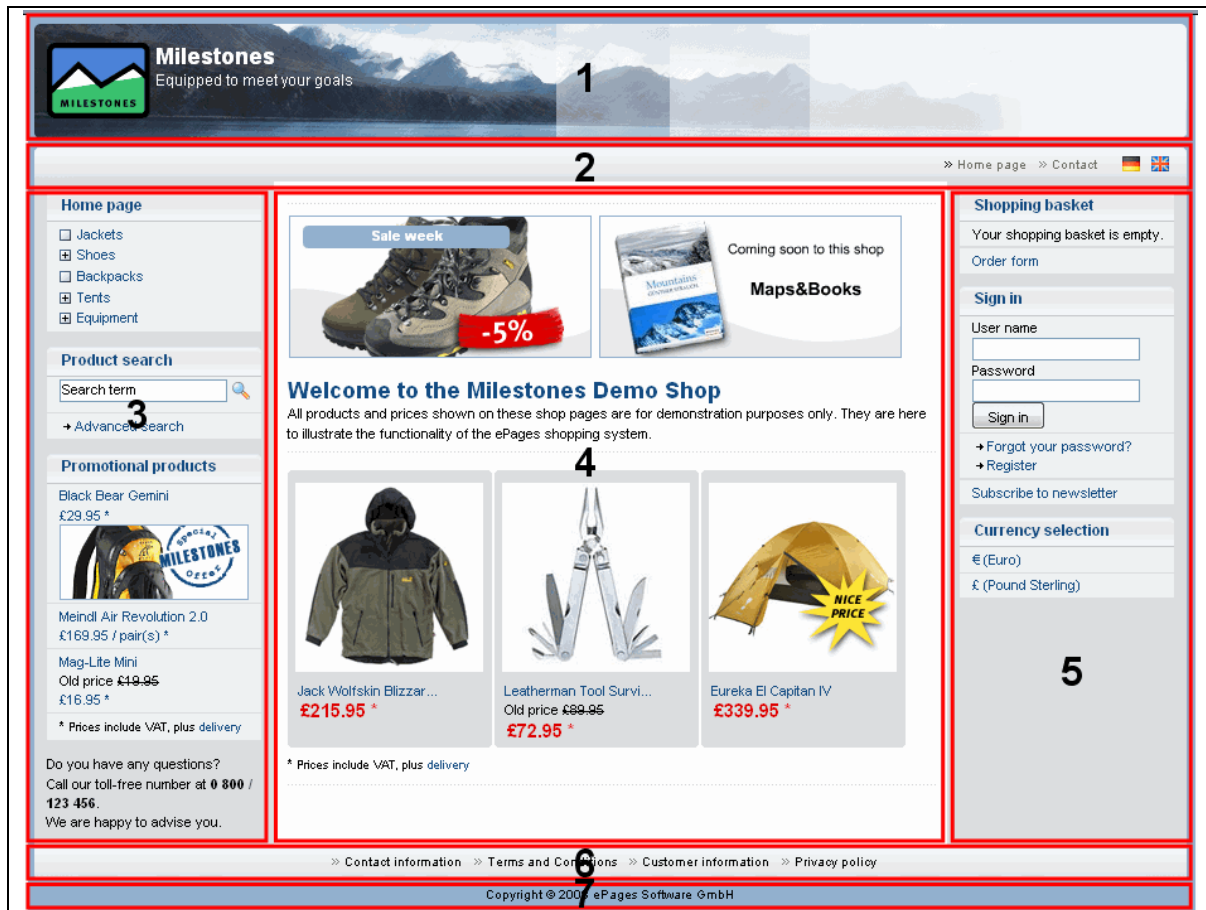 Milestones
Equipped to meet your goals
MILESTONES
1
» Home page » Contact
2
Home page
Jackets
Shoes
Backpacks
Tents
Equipment
Product search
Search term
3
Advanced search
Promotional products
Black Bear Gemini
£29.95 *
Special
MILESTONES
Offer
Meindl Air Revolution 2.0
£169.95 / pair(s) *
Mag-Lite Mini
Old price £19.95
£16.95 *
* Prices include VAT, plus delivery
Do you have any questions?
Call our toll-free number at 0 800 /
123 456.
We are happy to advise you.
Sale week
-5%
Mountains
Coming soon to this shop
Maps&Books
Welcome to the Milestones Demo Shop
All products and prices shown on these shop pages are for demonstration purposes only. They are here
to illustrate the functionality of the ePages shopping system.
4
NICE
PRICE
Jack Wolfskin Blizzar...
£215.95 *
Leatherman Tool Survi...
Old price £89.95
£72.95 *
Eureka El Capitan IV
£339.95 *
* Prices include VAT, plus delivery
Shopping basket
Your shopping basket is empty.
Order form
Sign in
User name
Password
Sign in
Forgot your password?
Register
Subscribe to newsletter
Currency selection
€ (Euro)
£ (Pound Sterling)
5
» Contact information » Terms and Conditions » Customer information » Privacy policy
6
Copyright © ePages Software GmbH
7